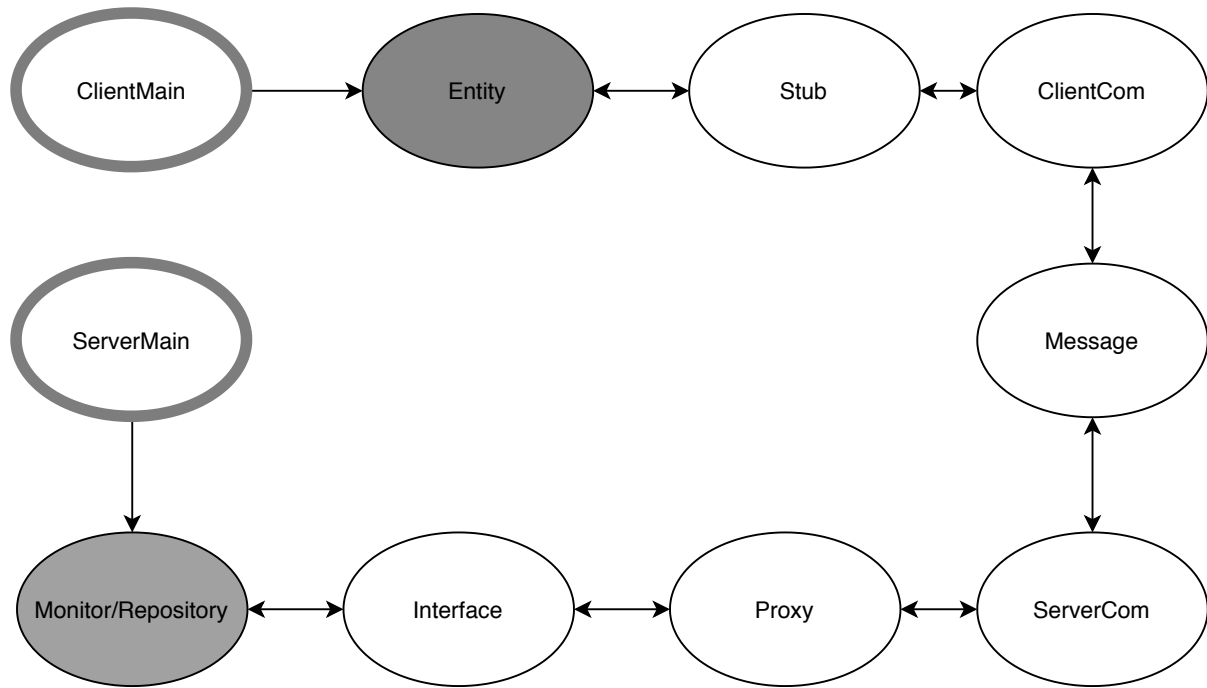 ClientMain
Entity
Stub
ClientCom
ServerMain
Message
Monitor/Repository
Interface
Proxy
ServerCom